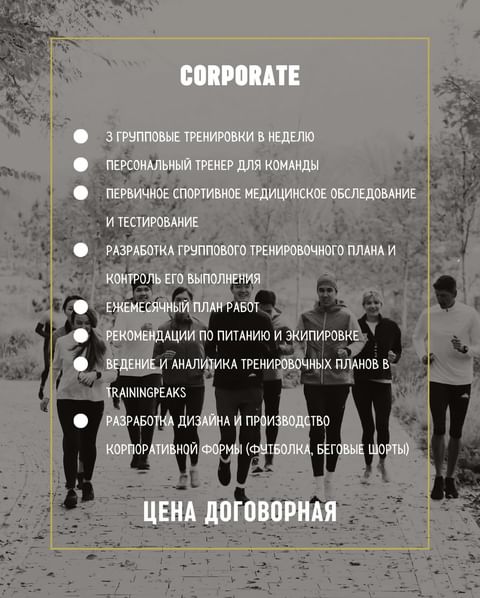 CORPORATE
3 ГРУППОВЫЕ ТРЕНИРОВКИ В НЕДЕЛЮ
ПЕРСОНАЛЬНЫЙ ТРЕНЕР ДЛЯ КОМАНДЫ
ПЕРВИЧНОЕ СПОРТИВНОЕ МЕДИЦИНСКОЕ ОБСЛЕДОВАНИЕ
И ТЕСТИРОВАНИЕ
РАЗРАБОТКА ГРУППОВОГО ТРЕНИРОВОЧНОГО ПЛАНА И
КОНТРОЛЬ ЕГО ВЫПОЛНЕНИЯ
ЕЖЕМЕСЯЧНЫЙ ПЛАН РАБОТ
РЕКОМЕНДАЦИИ ПО ПИТАНИЮ И ЭКИПИРОВКЕ
ВЕДЕНИЕ И АНАЛИТИКА ТРЕНИРОВОЧНЫХ ПЛАНОВ В
TRAININGPEAKS
РАЗРАБОТКА ДИЗАЙНА И ПРОИЗВОДСТВО
КОРПОРАТИВНОЙ ФОРМЫ (ФУТБОЛКА, БЕГОВЫЕ ШОРТЫ)
ЦЕНА ДОГОВОРНАЯ